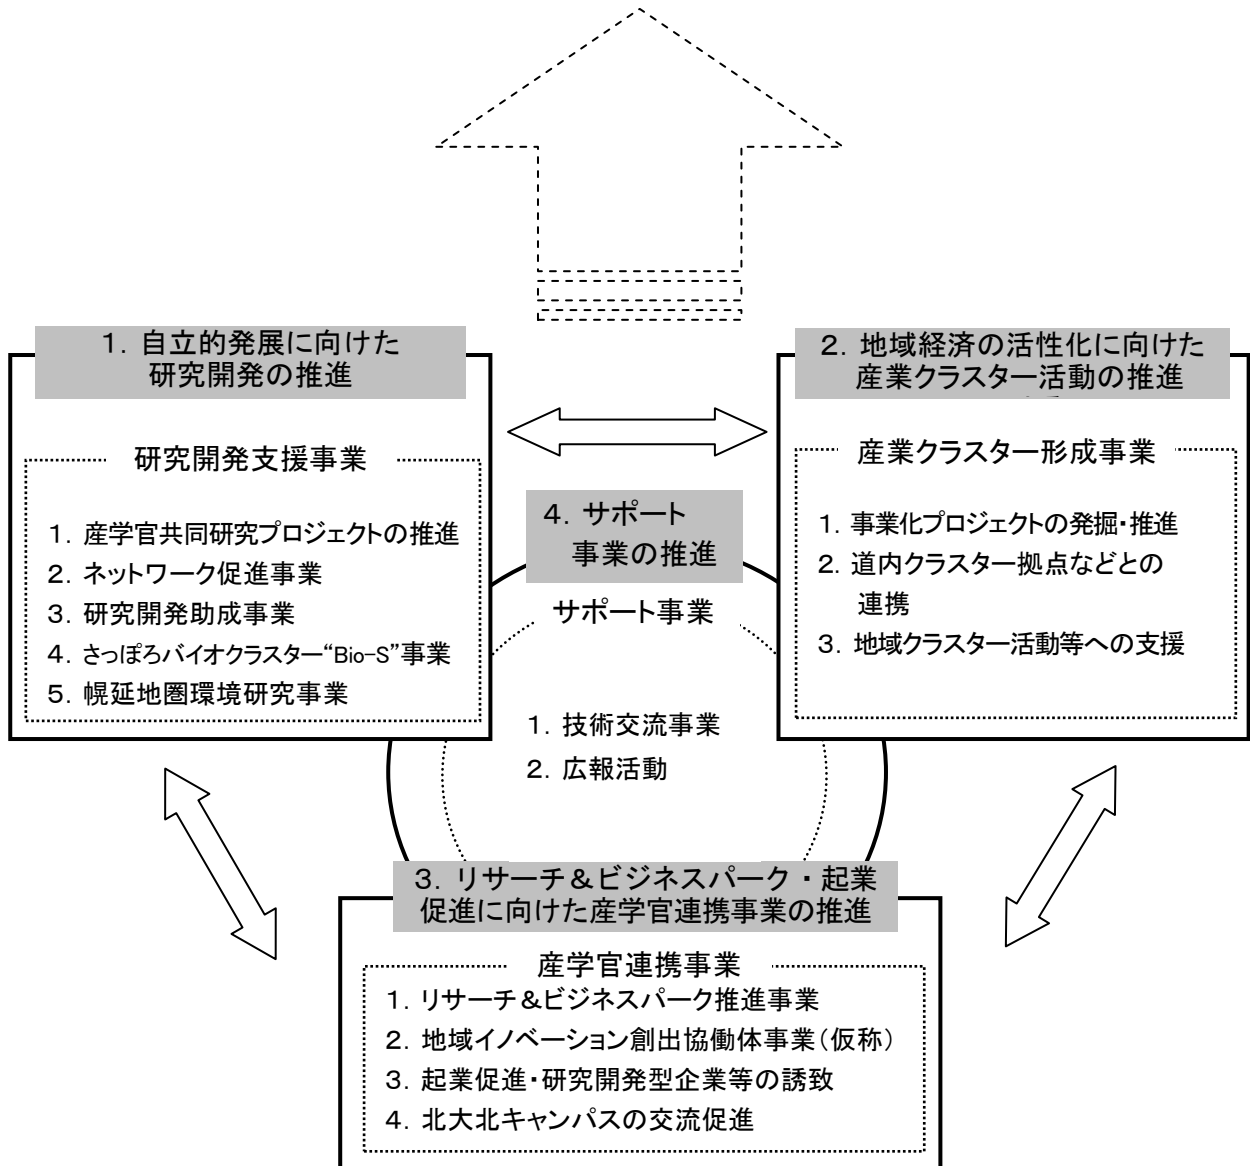 1. 自立的発展に向けた
研究開発の推進
研究開発支援事業
1. 産学官共同研究プロジェクトの推進
2. ネットワーク促進事業
3. 研究開発助成事業
4. さっぽろバイオクラスター“Bio-S”事業
5. 幌延地圏環境研究事業
2. 地域経済の活性化に向けた
産業クラスター活動の推進
産業クラスター形成事業
1. 事業化プロジェクトの発掘・推進
2. 道内クラスター拠点などとの
連携
3. 地域クラスター活動等への支援
4. サポート
事業の推進
サポート事業
1. 技術交流事業
2. 広報活動
3. リサーチ&ビジネスパーク・起業
促進に向けた産学官連携事業の推進
産学官連携事業
1. リサーチ&ビジネスパーク推進事業
2. 地域イノベーション創出協働体事業(仮称)
3. 起業促進・研究開発型企業等の誘致
4. 北大北キャンパスの交流促進